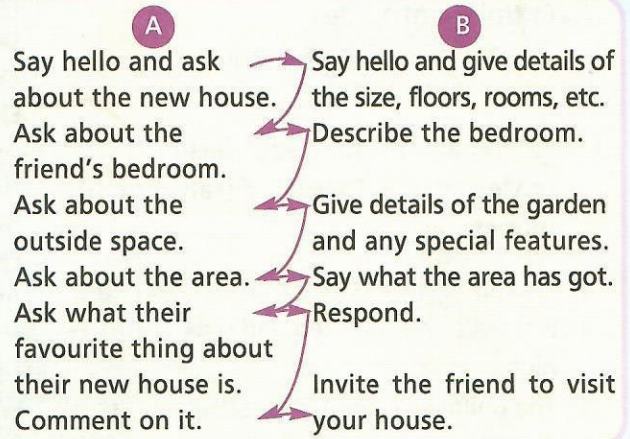 A
Say hello and ask
about the new house.
Ask about the
friend's bedroom.
Ask about the
outside space.
Ask about the area.
Ask what their
favourite thing about
their new house is.
Comment on it.
B
Say hello and give details of
the size, floors, rooms, etc.
Describe the bedroom.
Give details of the garden
and any special features.
Say what the area has got.
Respond.
Invite the friend to visit
your house.